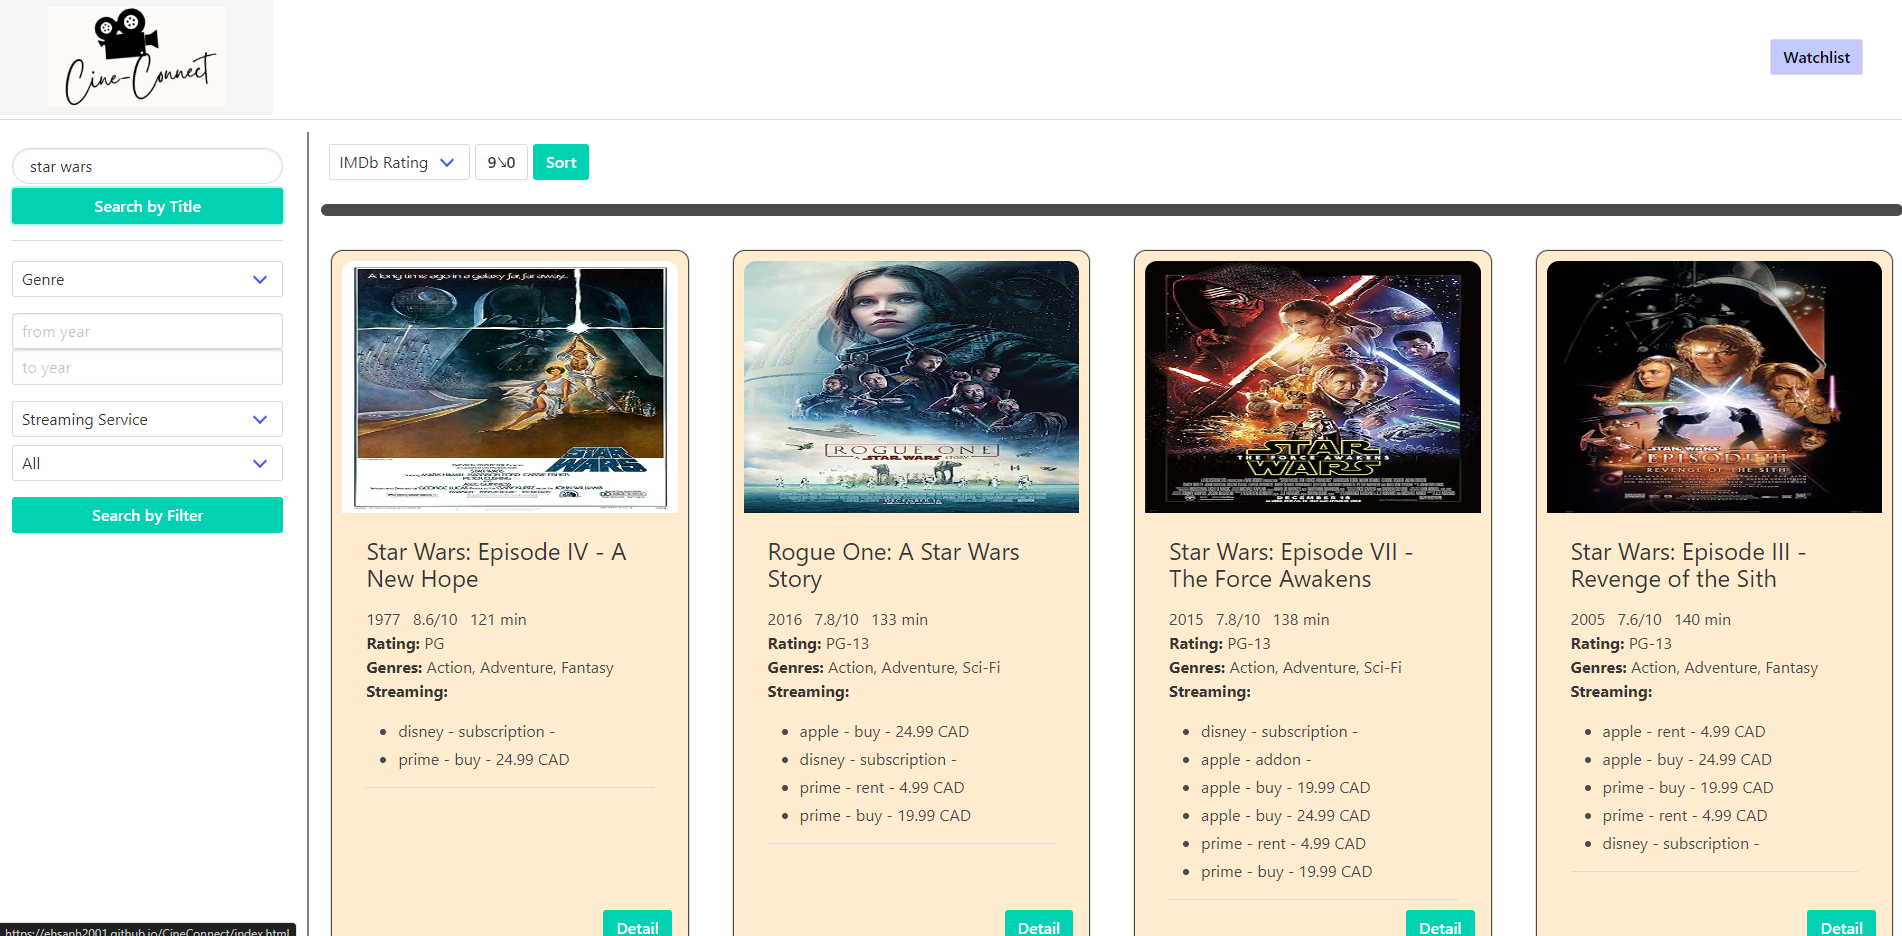 Cine-Connect
Watchlist
star wars
Search by Title
Genre
from year
to year
Streaming Service
All
Search by Filter
IMDb Rating
9↘0
Sort
A long time ago in a galaxy far, far away...
STAR
WARS
Star Wars: Episode IV - A
New Hope
1977 8.6/10 121 min
Rating: PG
Genres: Action, Adventure, Fantasy
Streaming:
disney - subscription -
prime - buy - 24.99 CAD
Detail
ROGUE ONE
A STAR WARS STORY
Rogue One: A Star Wars
Story
2016 7.8/10 133 min
Rating: PG-13
Genres: Action, Adventure, Sci-Fi
Streaming:
apple - buy - 24.99 CAD
disney - subscription -
prime - rent - 4.99 CAD
prime - buy - 19.99 CAD
Detail
STAR
THE FORCE AWAKENS
WARS
DECEMBER 18
Star Wars: Episode VII -
The Force Awakens
2015 7.8/10 138 min
Rating: PG-13
Genres: Action, Adventure, Sci-Fi
Streaming:
disney - subscription -
apple - addon -
apple - buy - 19.99 CAD
apple - buy - 24.99 CAD
prime - rent - 4.99 CAD
prime - buy - 19.99 CAD
Detail
STAR WARS
EPISODE III
REVENGE OF THE SITH
Star Wars: Episode III -
Revenge of the Sith
2005 7.6/10 140 min
Rating: PG-13
Genres: Action, Adventure, Fantasy
Streaming:
apple - rent - 4.99 CAD
apple - buy - 24.99 CAD
prime - buy - 19.99 CAD
prime - rent - 4.99 CAD
disney - subscription -
Detail
https://ehsanh2001.github.io/CineConnect/index.html